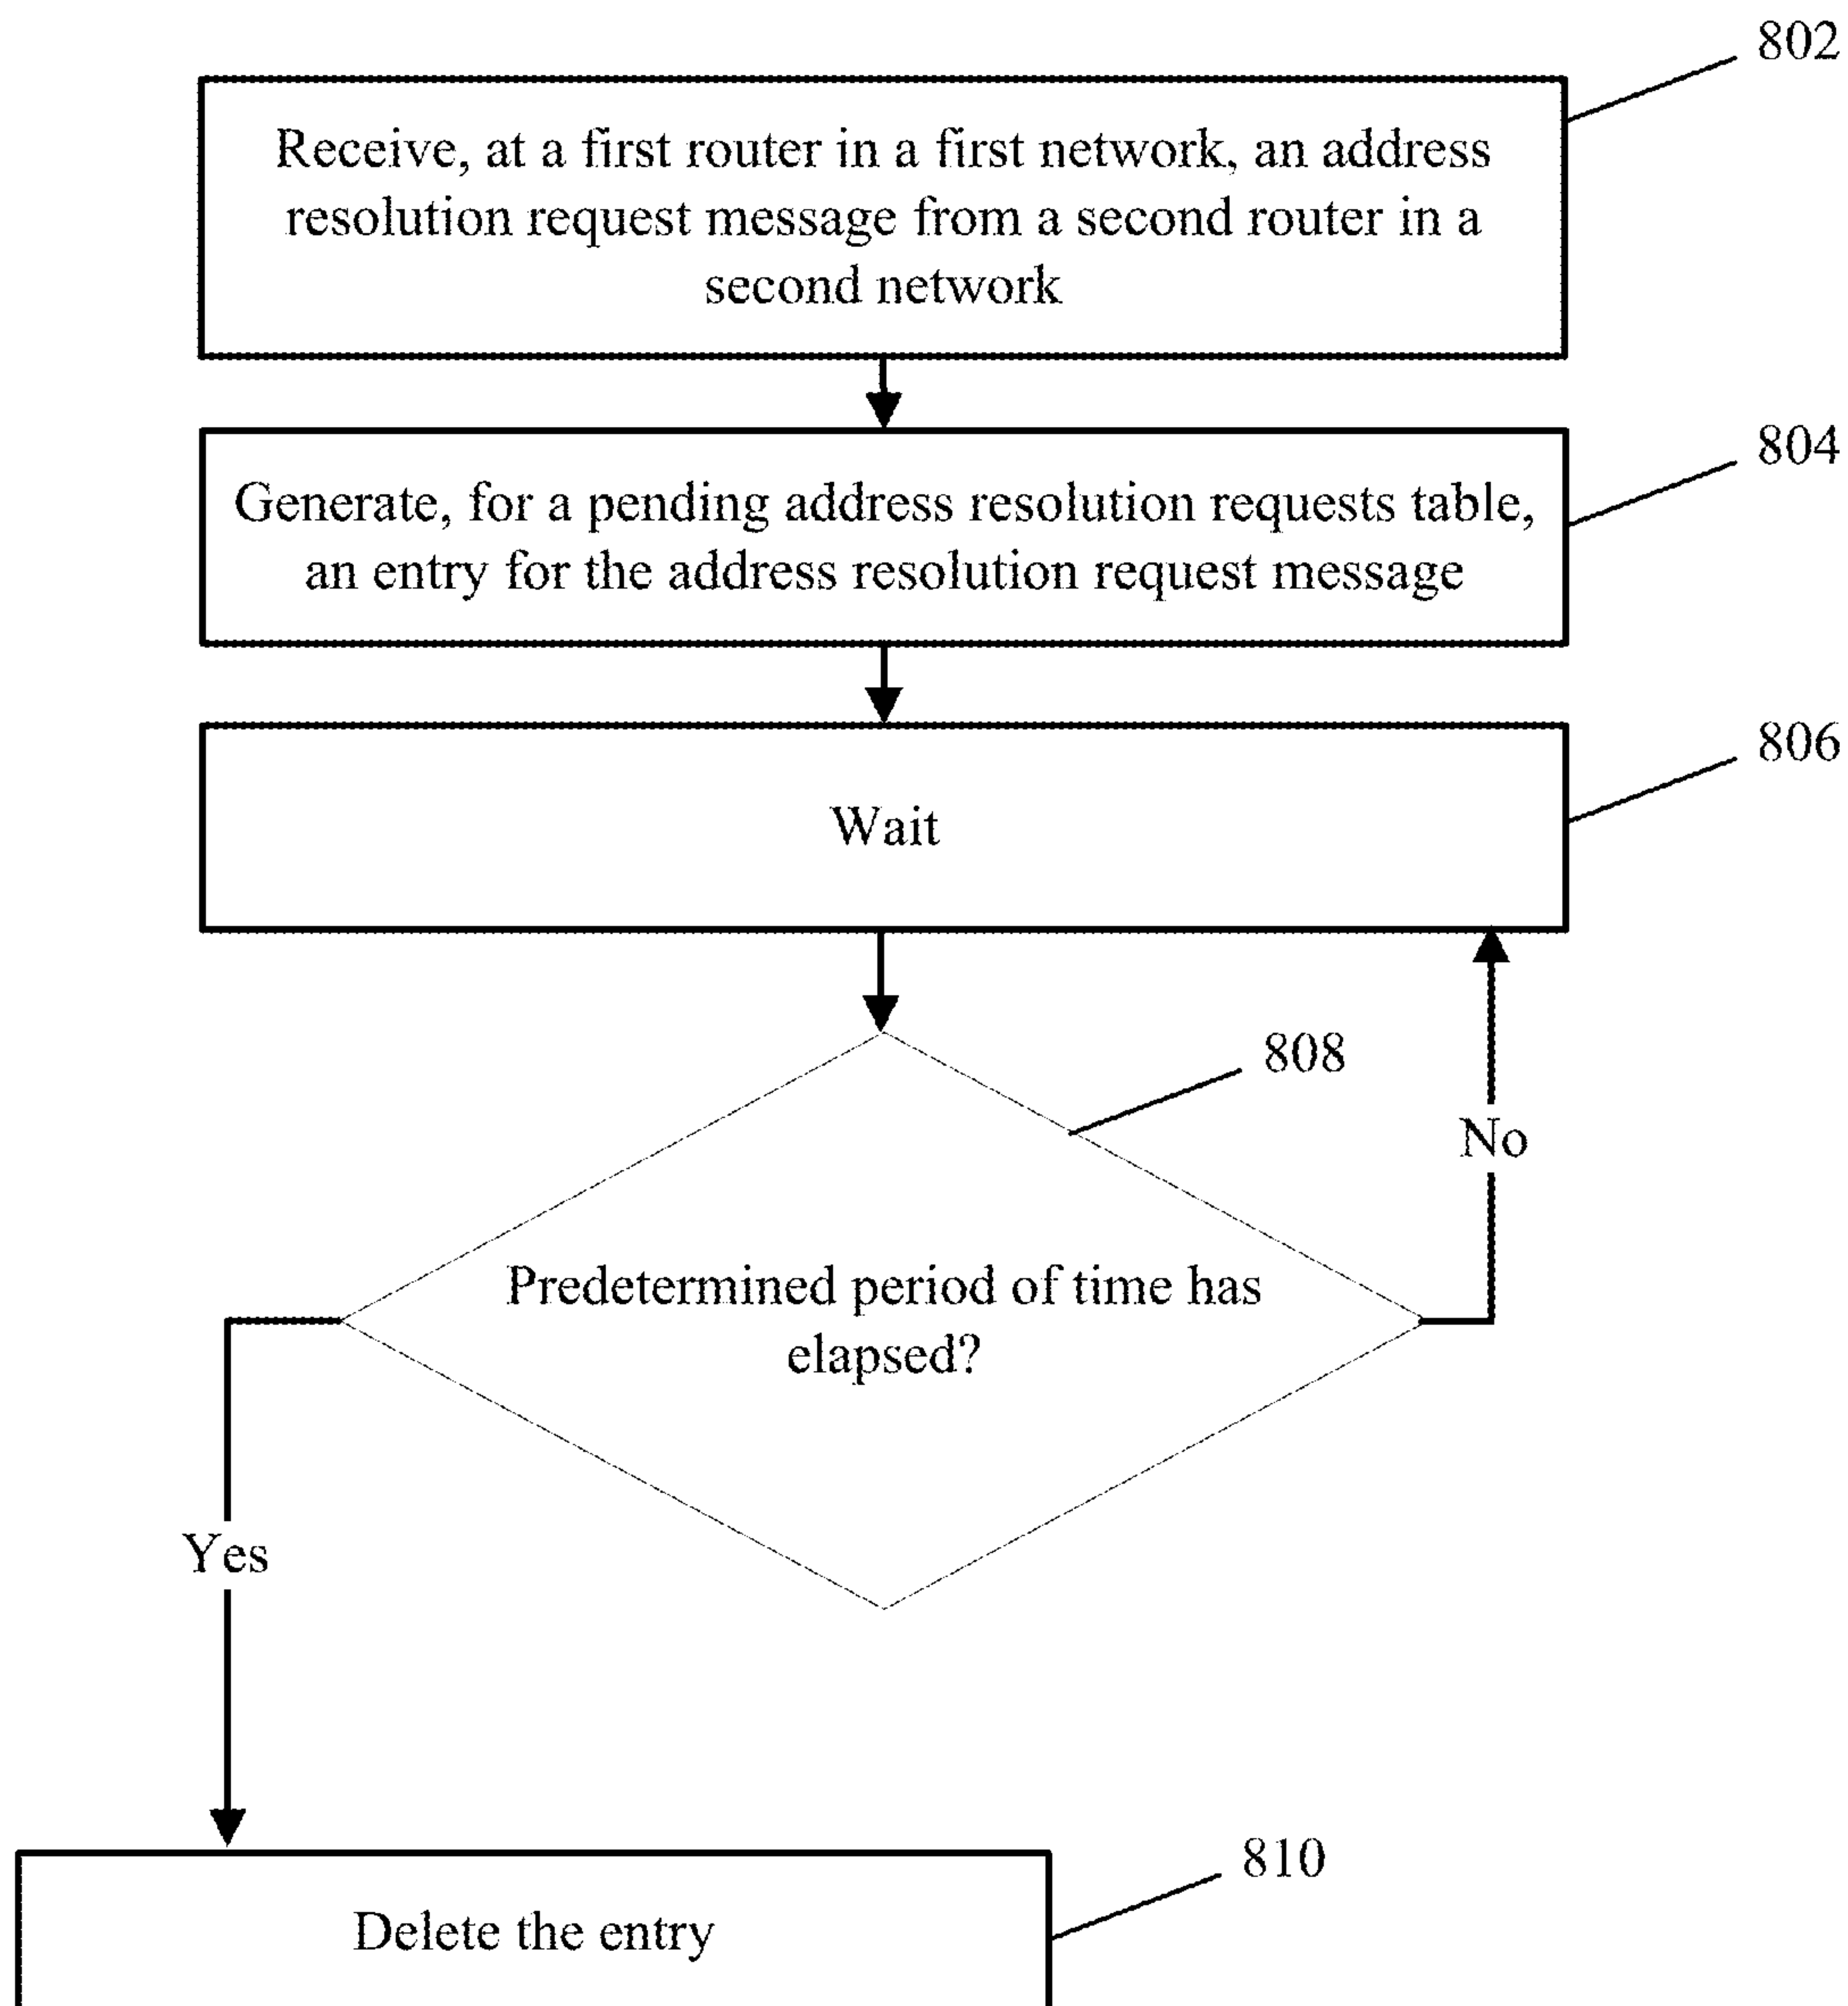 802
Receive, at a first router in a first network, an address
resolution request message from a second router in a
second network
804
Generate, for a pending address resolution requests table,
an entry for the address resolution request message
806
Wait
808
No
Predetermined period of time has
elapsed?
Yes
810
Delete the entry